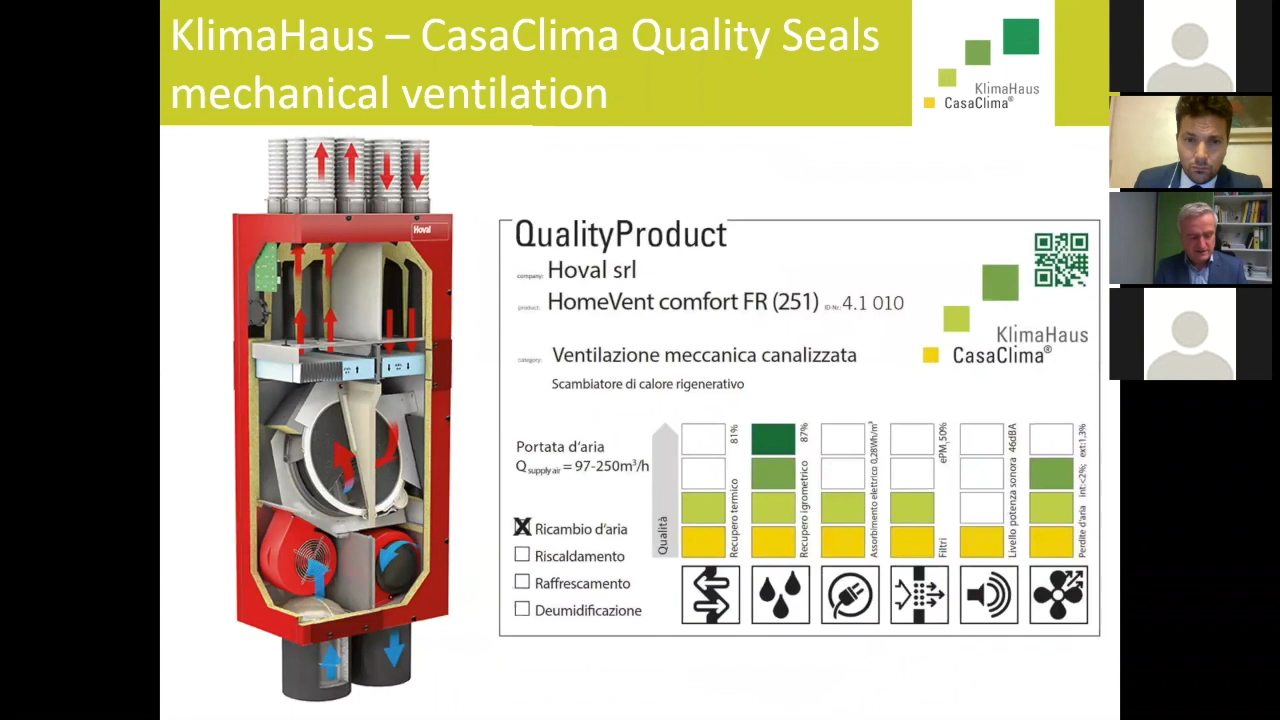 KlimaHaus – CasaClima Quality Seals
mechanical ventilation
KlimaHaus
CasaClima®
Hoval
QualityProduct
company: Hoval srl
product: HomeVent comfort FR (251) ID-Nr. 4.1 010
category: Ventilazione meccanica canalizzata
Scambiatore di calore rigenerativo
KlimaHaus
CasaClima®
Portata d'aria
Q supply air = 97-250m³/h
X Ricambio d'aria
Riscaldamento
Raffrescamento
Deumidificazione
Qualità
Recupero termico 81%
Recupero igrometrico 87%
Assorbimento elettrico 0,28Wh/m³
Filtri ePM₁50%
Livello potenza sonora 46dBA
Perdite d'aria int:<2%; ext:1.3%